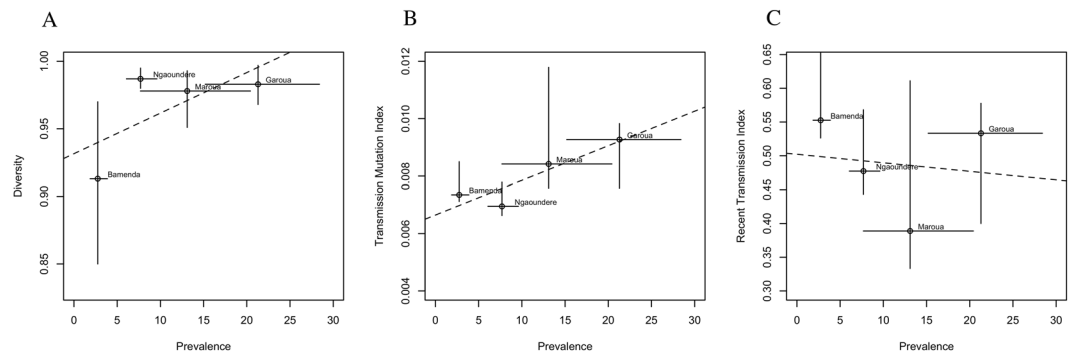 A
B
C
Diversity
1.00
0.95
0.90
0.85
Ngaoundere
Maroua
Garoua
Bamenda
0 5 10 15 20 25 30
Prevalence
Transmission Mutation Index
0.012
0.010
0.008
0.006
0.004
Garoua
Maroua
Bamenda
Ngaoundere
0 5 10 15 20 25 30
Prevalence
Recent Transmission Index
0.65
0.60
0.55
0.50
0.45
0.40
0.35
0.30
Bamenda
Garoua
Ngaoundere
Maroua
0 5 10 15 20 25 30
Prevalence